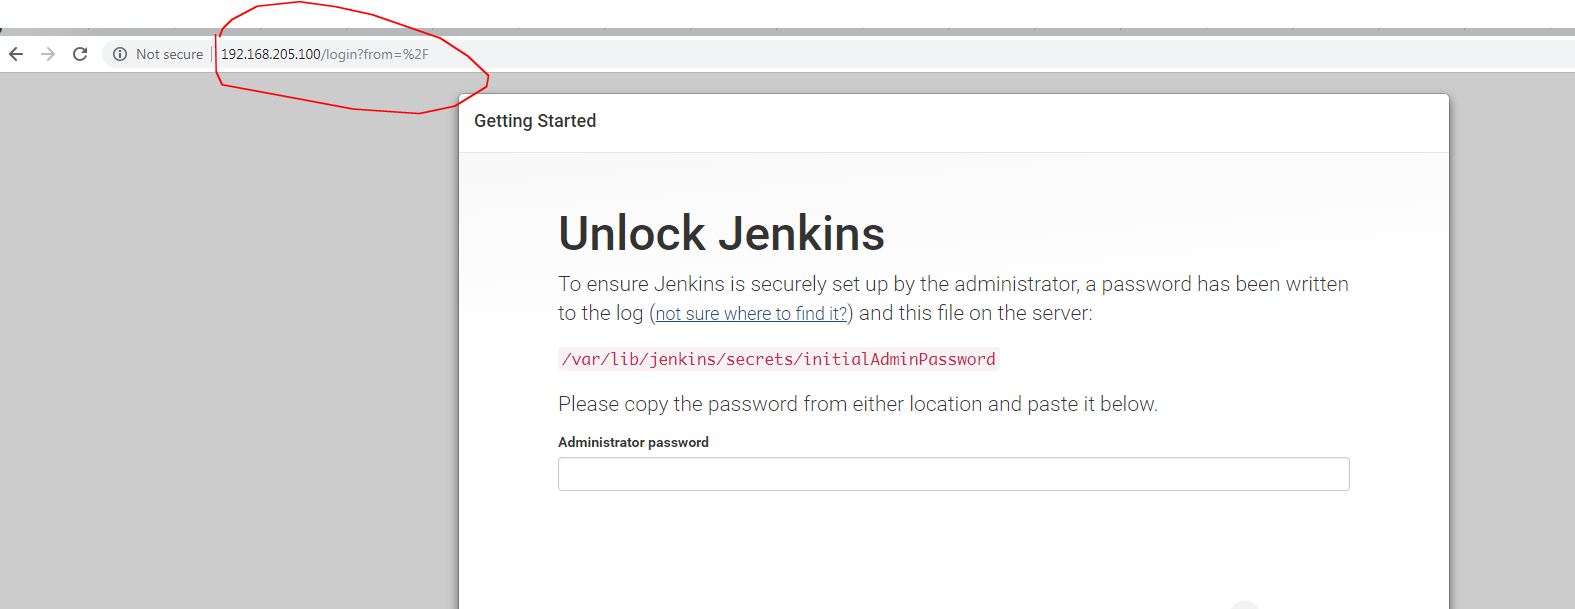 Not secure | 192.168.205.100/login?from=%2F
Getting Started
Unlock Jenkins
To ensure Jenkins is securely set up by the administrator, a password has been written
to the log (not sure where to find it?) and this file on the server:
/var/lib/jenkins/secrets/initialAdminPassword
Please copy the password from either location and paste it below.
Administrator password